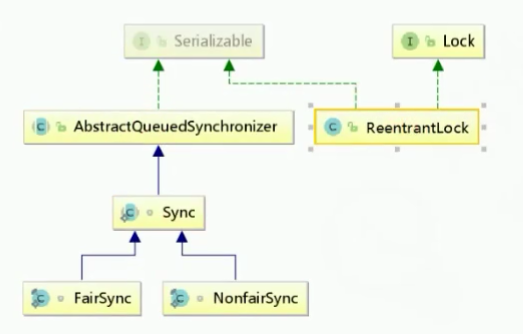 I Serializable
I Lock
C AbstractQueuedSynchronizer
C ReentrantLock
C Sync
C FairSync
C NonfairSync